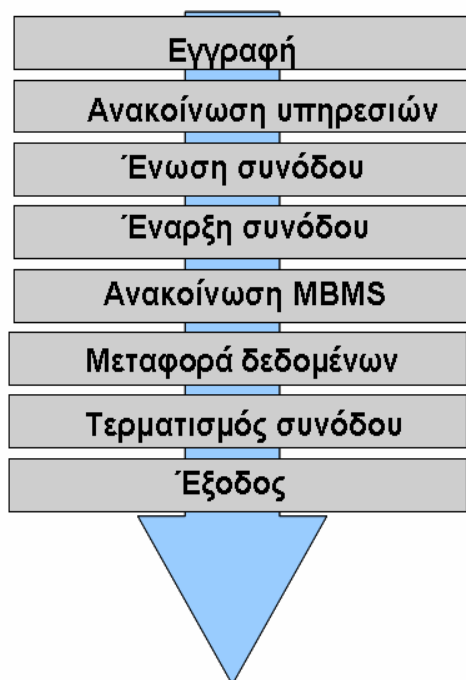 Εγγραφή
Ανακοίνωση υπηρεσιών
Ένωση συνόδου
Έναρξη συνόδου
Ανακοίνωση MBMS
Μεταφορά δεδομένων
Τερματισμός συνόδου
Έξοδος